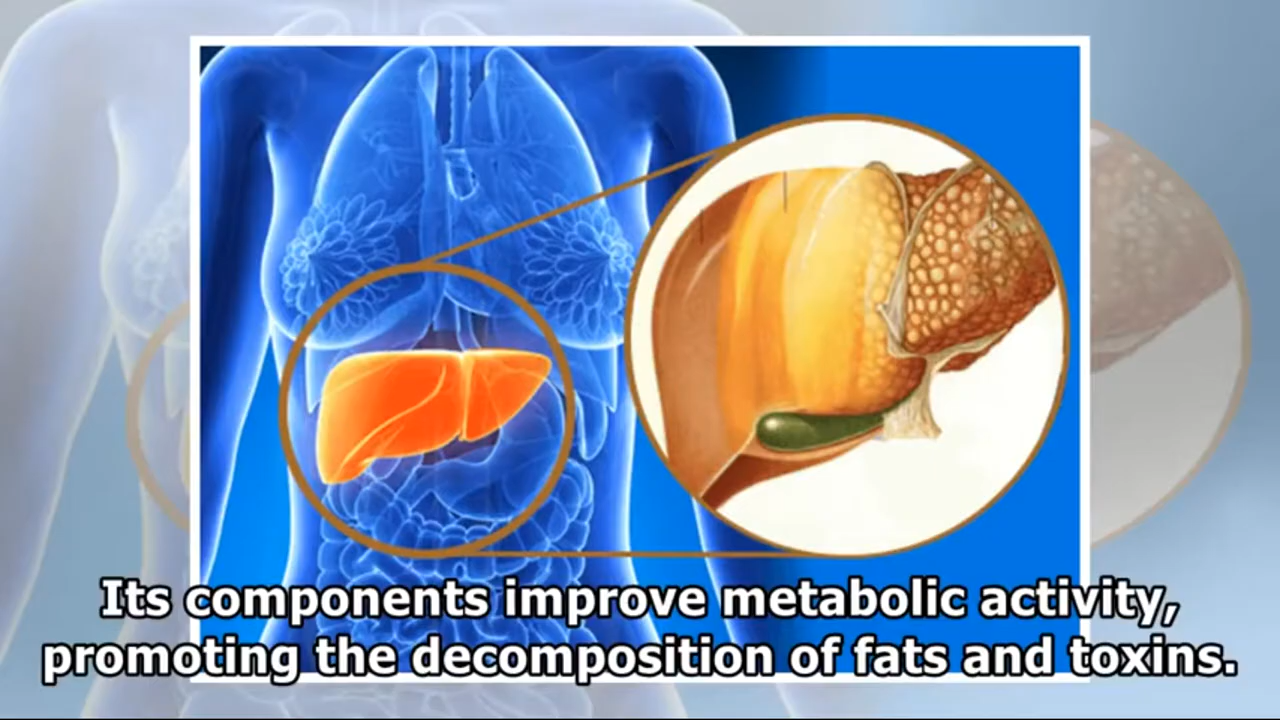 Its components improve metabolic activity,
promoting the decomposition of fats and toxins.